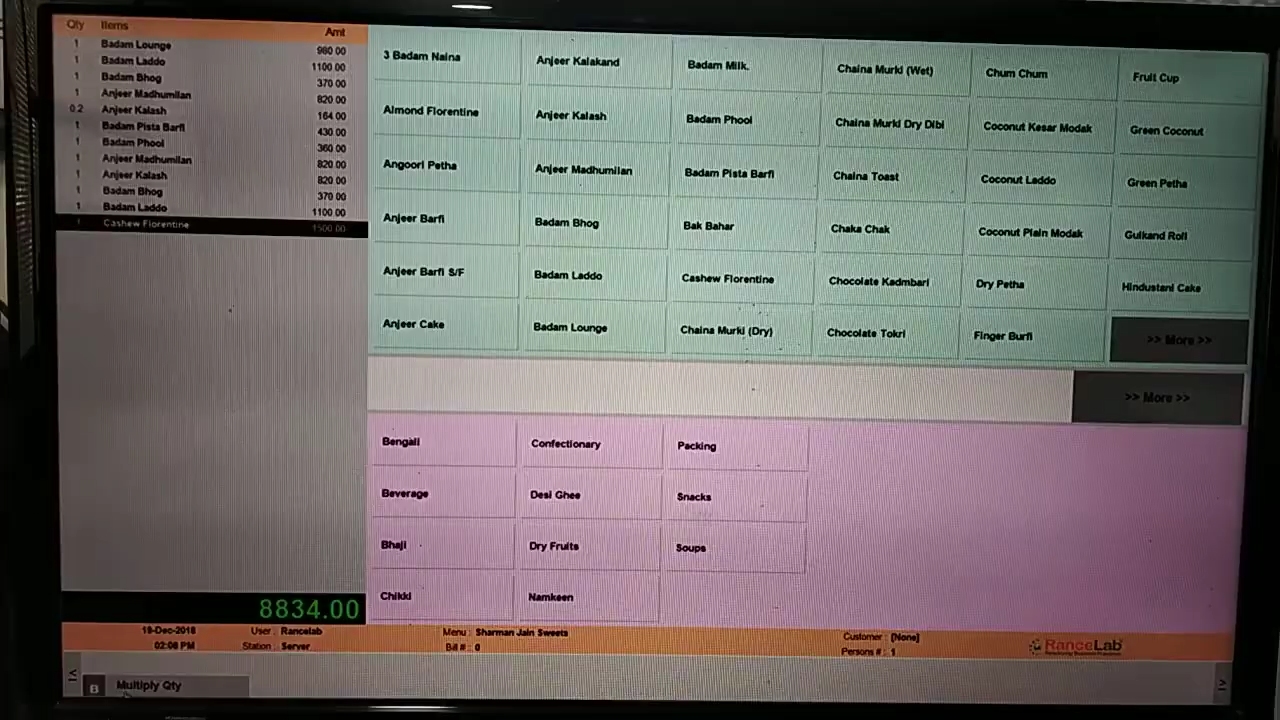 Qty Items Amt
1 Badam Lounge 980.00
1 Badam Laddo 1100.00
1 Badam Bhog 370.00
1 Anjeer Madhumilan 820.00
0.2 Anjeer Kalash 164.00
1 Badam Pista Barfi 430.00
1 Badam Phool 360.00
1 Anjeer Madhumilan 820.00
1 Anjeer Kalash 820.00
1 Badam Bhog 370.00
1 Badam Laddo 1100.00
1 Cashew Florentine 1500.00
8834.00
3 Badam Naina Anjeer Kalakand Badam Milk. Chaina Murki (Wet) Chum Chum Fruit Cup
Almond Florentine Anjeer Kalash Badam Phool Chaina Murki Dry Dibi Coconut Kesar Modak Green Coconut
Angoori Petha Anjeer Madhumilan Badam Pista Barfi Chaina Toast Coconut Laddo Green Petha
Anjeer Barfi Badam Bhog Bak Bahar Chaka Chak Coconut Plain Modak Gulkand Roll
Anjeer Barfi S/F Badam Laddo Cashew Florentine Chocolate Kadmbari Dry Petha Hindustani Cake
Anjeer Cake Badam Lounge Chaina Murki (Dry) Chocolate Tokri Finger Burfi >> More >>
>> More >>
Bengali Confectionary Packing
Beverage Desi Ghee Snacks
Bhaji Dry Fruits Soups
Chikki Namkeen
19-Dec-2018 User : Rancelab Menu : Sharman Jain Sweets Customer : [None] RanceLab
02:08 PM Station : Server Bill # : 0 Persons # : 1
B Multiply Qty